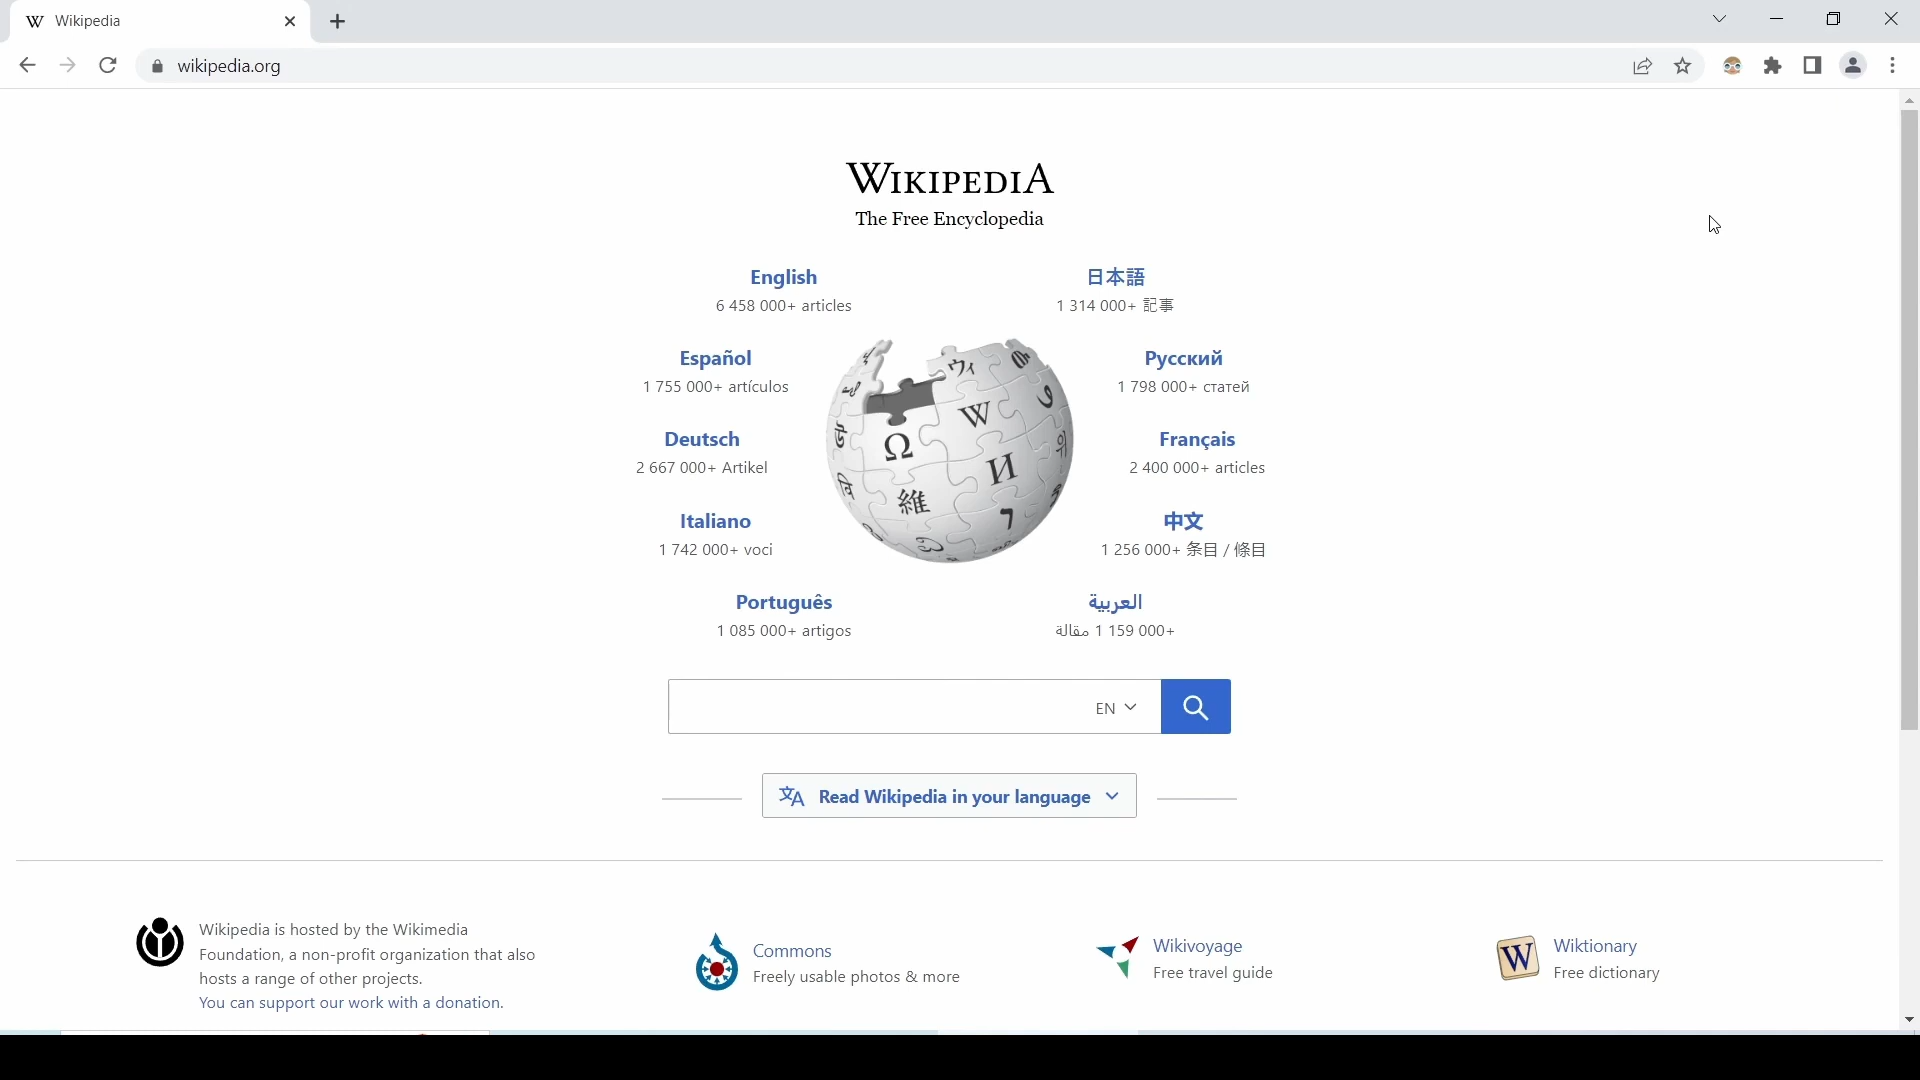 Wikipedia
wikipedia.org
WIKIPEDIA
The Free Encyclopedia
English
6 458 000+ articles
日本語
1 314 000+ 記事
Español
1 755 000+ artículos
Русский
1 798 000+ статей
Deutsch
2 667 000+ Artikel
Français
2 400 000+ articles
Italiano
1 742 000+ voci
中文
1 256 000+ 条目 / 條目
Português
1 085 000+ artigos
العربية
1 159 000+ مقالة
Ω
W
И
維
ウィ
EN
Read Wikipedia in your language
Wikipedia is hosted by the Wikimedia
Foundation, a non-profit organization that also
hosts a range of other projects.
You can support our work with a donation.
Commons
Freely usable photos & more
Wikivoyage
Free travel guide
W
Wiktionary
Free dictionary